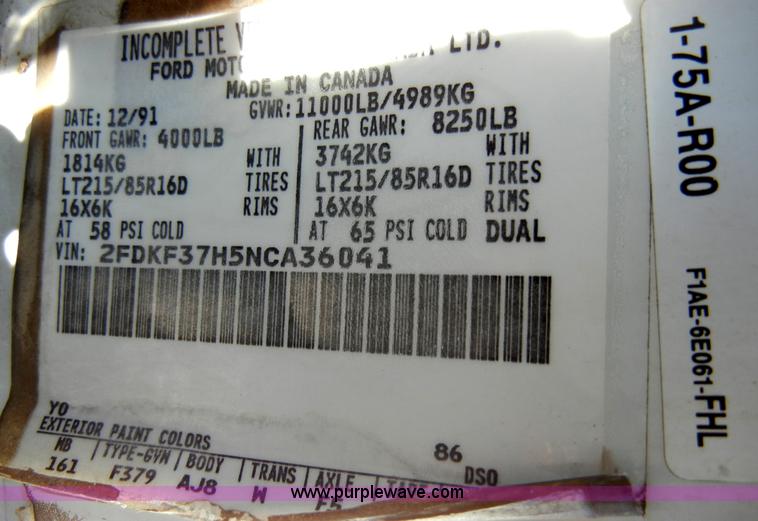 INCOMPLETE LTD.
FORD
MADE IN CANADA
DATE: 12/91 GVWR: 11000LB/4989KG
FRONT GAWR: 4000LB REAR GAWR: 8250LB
1814KG WITH 3742KG WITH
LT215/85R16D TIRES LT215/85R16D TIRES
16X6K RIMS 16X6K RIMS
AT 58 PSI COLD AT 65 PSI COLD DUAL
VIN: 2FDKF37H5NCA36041
YO
EXTERIOR PAINT COLORS 86 DSO
WB TYPE-GVW BODY TRANS AXLE
161 F379 AJ8 W
www.purplewave.com
1-75A-R00
F1AE-6E061-FHL